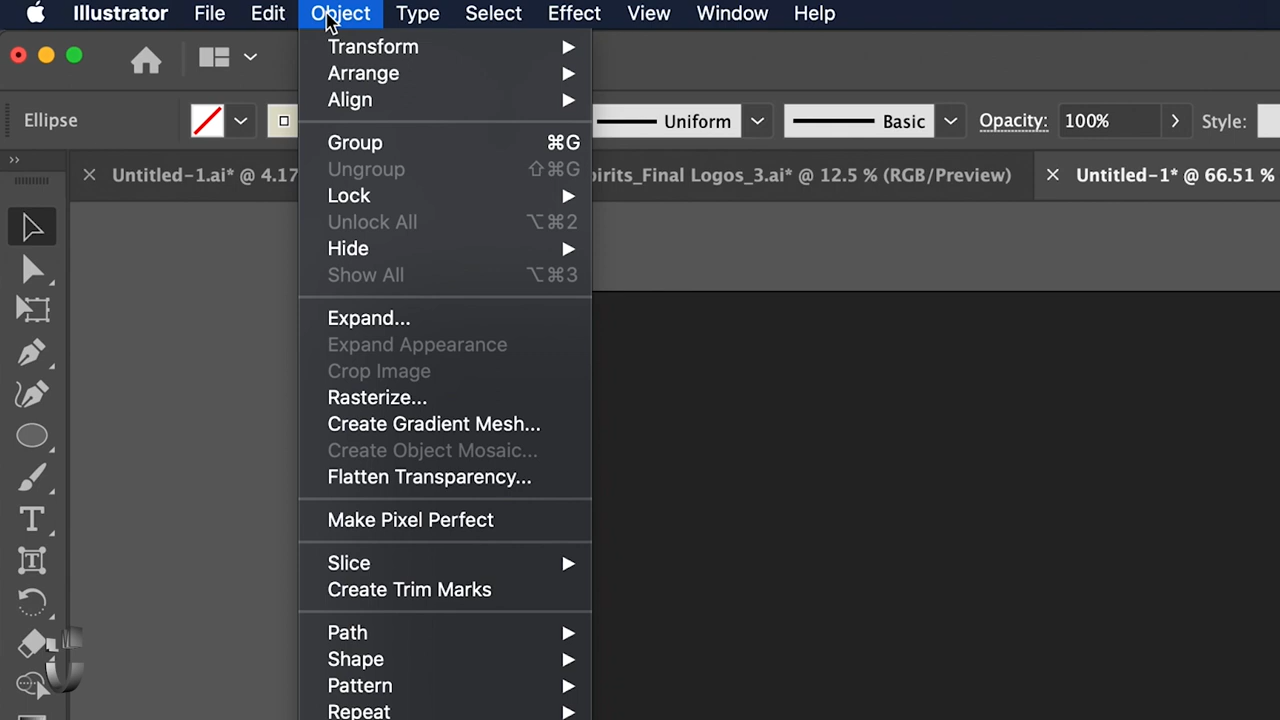 Illustrator File Edit Object Type Select Effect View Window Help
Ellipse
Uniform
Basic
Opacity: 100%
Style:
Untitled-1.ai* @ 4.17
pirits_Final Logos_3.ai* @ 12.5 % (RGB/Preview)
Untitled-1* @ 66.51 %
Transform
Arrange
Align
Group ⌘G
Ungroup ⇧⌘G
Lock
Unlock All ⌥⌘2
Hide
Show All ⌥⌘3
Expand...
Expand Appearance
Crop Image
Rasterize...
Create Gradient Mesh...
Create Object Mosaic...
Flatten Transparency...
Make Pixel Perfect
Slice
Create Trim Marks
Path
Shape
Pattern
Repeat